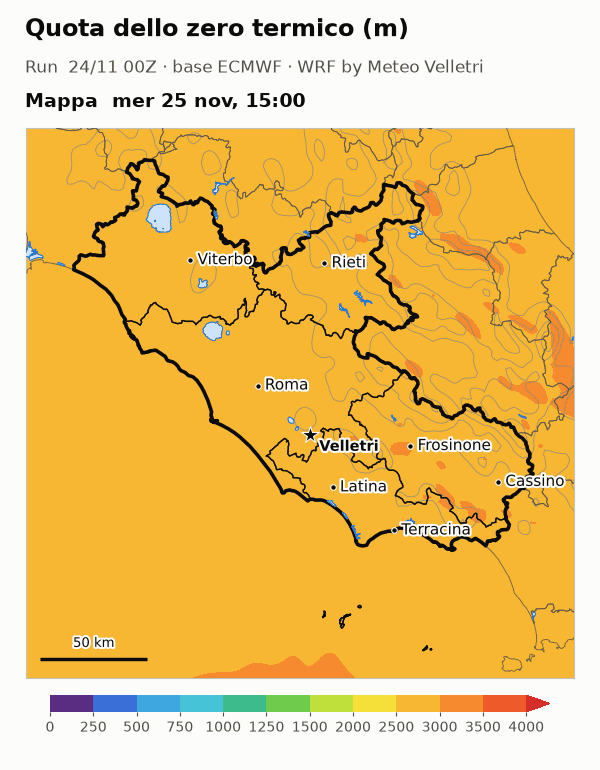 Quota dello zero termico (m)
Run 24/11 00Z · base ECMWF · WRF by Meteo Velletri
Mappa mer 25 nov, 15:00
Viterbo
Rieti
Roma
Velletri
Frosinone
Latina
Cassino
Terracina
50 km
0 250 500 750 1000 1250 1500 2000 2500 3000 3500 4000